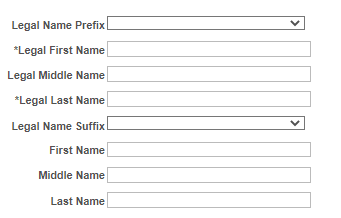 Legal Name Prefix
*Legal First Name
Legal Middle Name
*Legal Last Name
Legal Name Suffix
First Name
Middle Name
Last Name